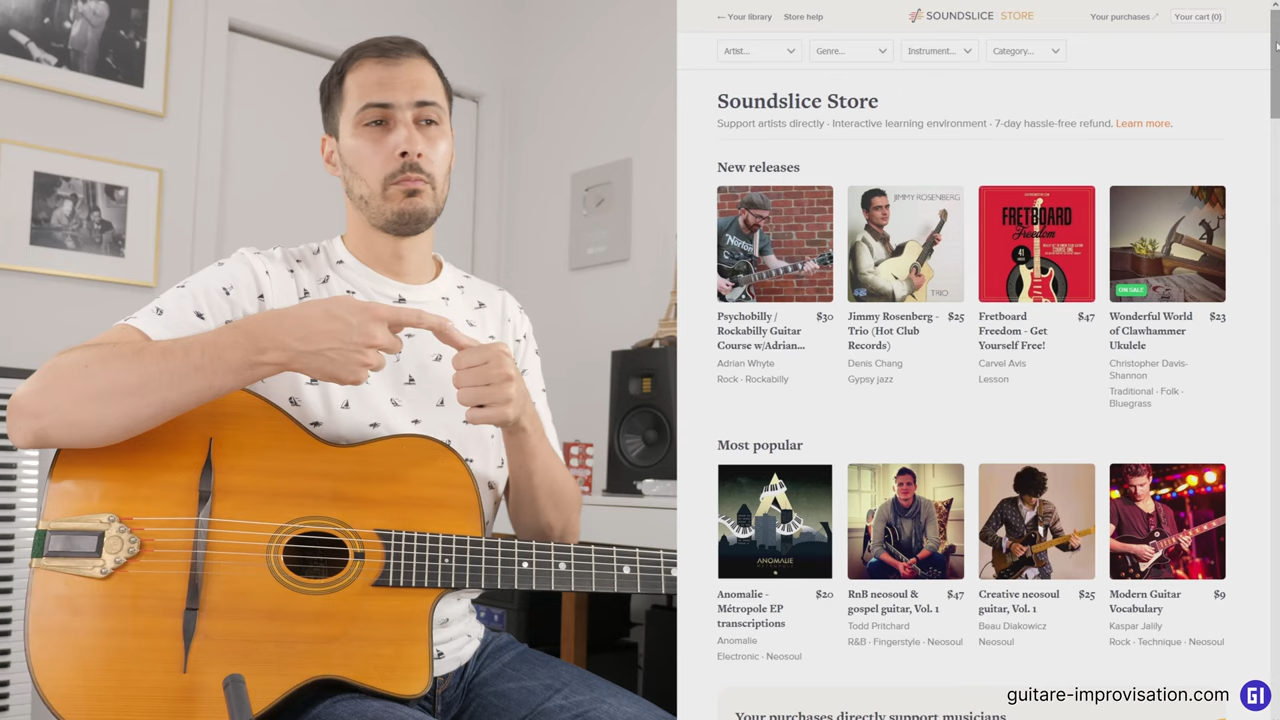 ← Your library
Store help
SOUNDSLICE STORE
Your purchases
Your cart (0)
Artist...
Genre...
Instrument...
Category...
Soundslice Store
Support artists directly · Interactive learning environment · 7-day hassle-free refund. Learn more.
New releases
Norton
JIMMY ROSENBERG
TRIO
FRETBOARD
Freedom
ON SALE
Psychobilly /
Rockabilly Guitar
Course w/Adrian...
$30
Adrian Whyte
Rock · Rockabilly
Jimmy Rosenberg -
Trio (Hot Club
Records)
$25
Denis Chang
Gypsy jazz
Fretboard
Freedom - Get
Yourself Free!
$47
Carvel Avis
Lesson
Wonderful World
of Clawhammer
Ukulele
$23
Christopher Davis-
Shannon
Traditional · Folk ·
Bluegrass
Most popular
ANOMALIE
Anomalie -
Métropole EP
transcriptions
$20
Anomalie
Electronic · Neosoul
RnB neosoul &
gospel guitar, Vol. 1
$47
Todd Pritchard
R&B · Fingerstyle · Neosoul
Creative neosoul
guitar, Vol. 1
$25
Beau Diakowicz
Neosoul
Modern Guitar
Vocabulary
$9
Kaspar Jalily
Rock · Technique · Neosoul
Your purchases directly support musicians
guitare-improvisation.com
GI